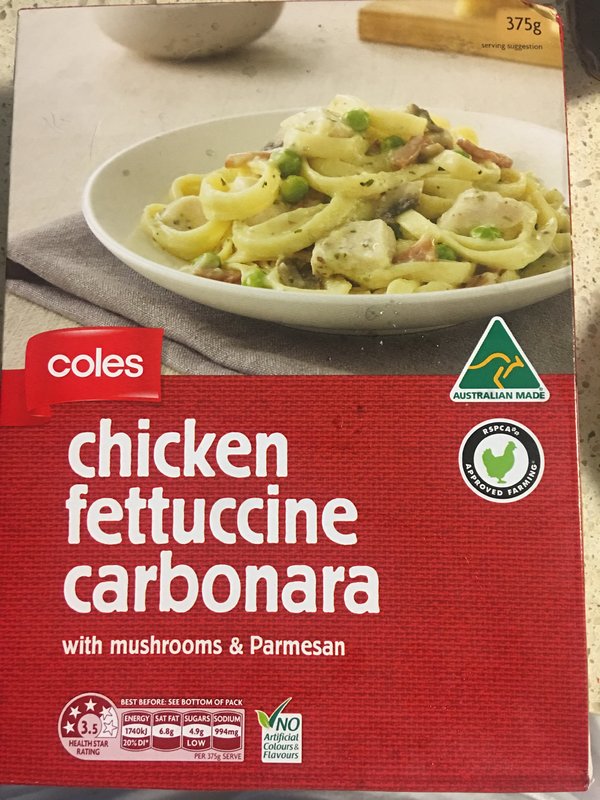 375g
serving suggestion
coles
AUSTRALIAN MADE
RSPCA
APPROVED FARMING
chicken
fettuccine
carbonara
with mushrooms & Parmesan
BEST BEFORE: SEE BOTTOM OF PACK
3.5
HEALTH STAR
RATING
ENERGY SAT FAT SUGARS SODIUM
1740kJ 6.8g 4.9g 994mg
20% DI* LOW
PER 375g SERVE
NO
Artificial
Colours &
Flavours